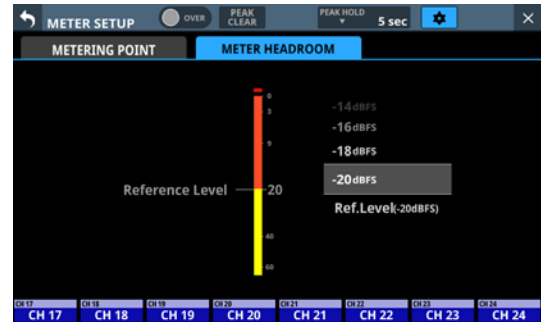 METER SETUP
OVER
PEAK CLEAR
PEAK HOLD
5 sec
METERING POINT
METER HEADROOM
0
3
9
Reference Level
20
40
60
-14dBFS
-16dBFS
-18dBFS
-20dBFS
Ref.Level(-20dBFS)
CH 17 CH 18 CH 19 CH 20 CH 21 CH 22 CH 23 CH 24
CH 17 CH 18 CH 19 CH 20 CH 21 CH 22 CH 23 CH 24